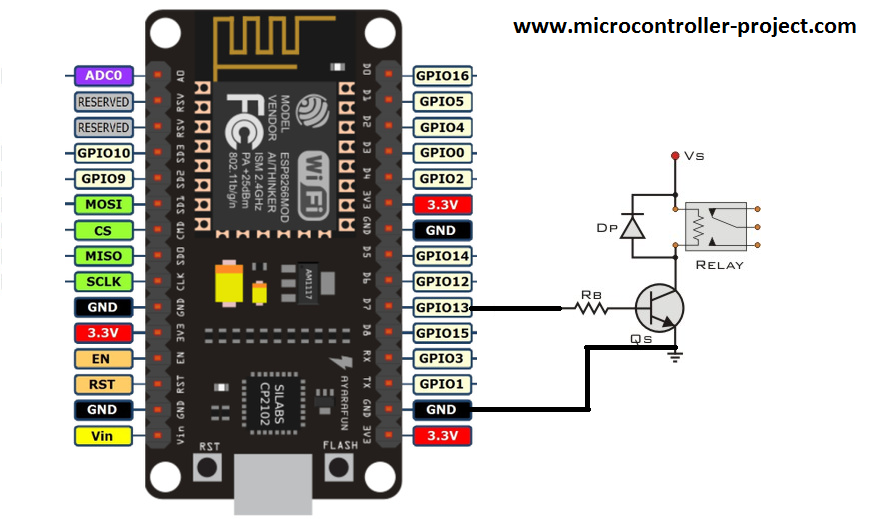 www.microcontroller-project.com
ADC0
RESERVED
RESERVED
GPIO10
GPIO9
MOSI
CS
MISO
SCLK
GND
3.3V
EN
RST
GND
Vin
A0
RSV
RSV
SD3
SD2
SD1
CMD
SD0
CLK
GND
3V3
EN
RST
GND
Vin
MODEL
VENDOR
ESP8266MOD
AI/THINKER
ISM 2.4GHz
PA +25dBm
802.11b/g/n
FC
WiFi
AM1117
SILABS
CP2102
AYARAFUN
RST
FLASH
D0
D1
D2
D3
D4
3V3
GND
D5
D6
D7
D8
RX
TX
GND
3V3
GPIO16
GPIO5
GPIO4
GPIO0
GPIO2
3.3V
GND
GPIO14
GPIO12
GPIO13
GPIO15
GPIO3
GPIO1
GND
3.3V
Vs
DP
RELAY
RB
QS